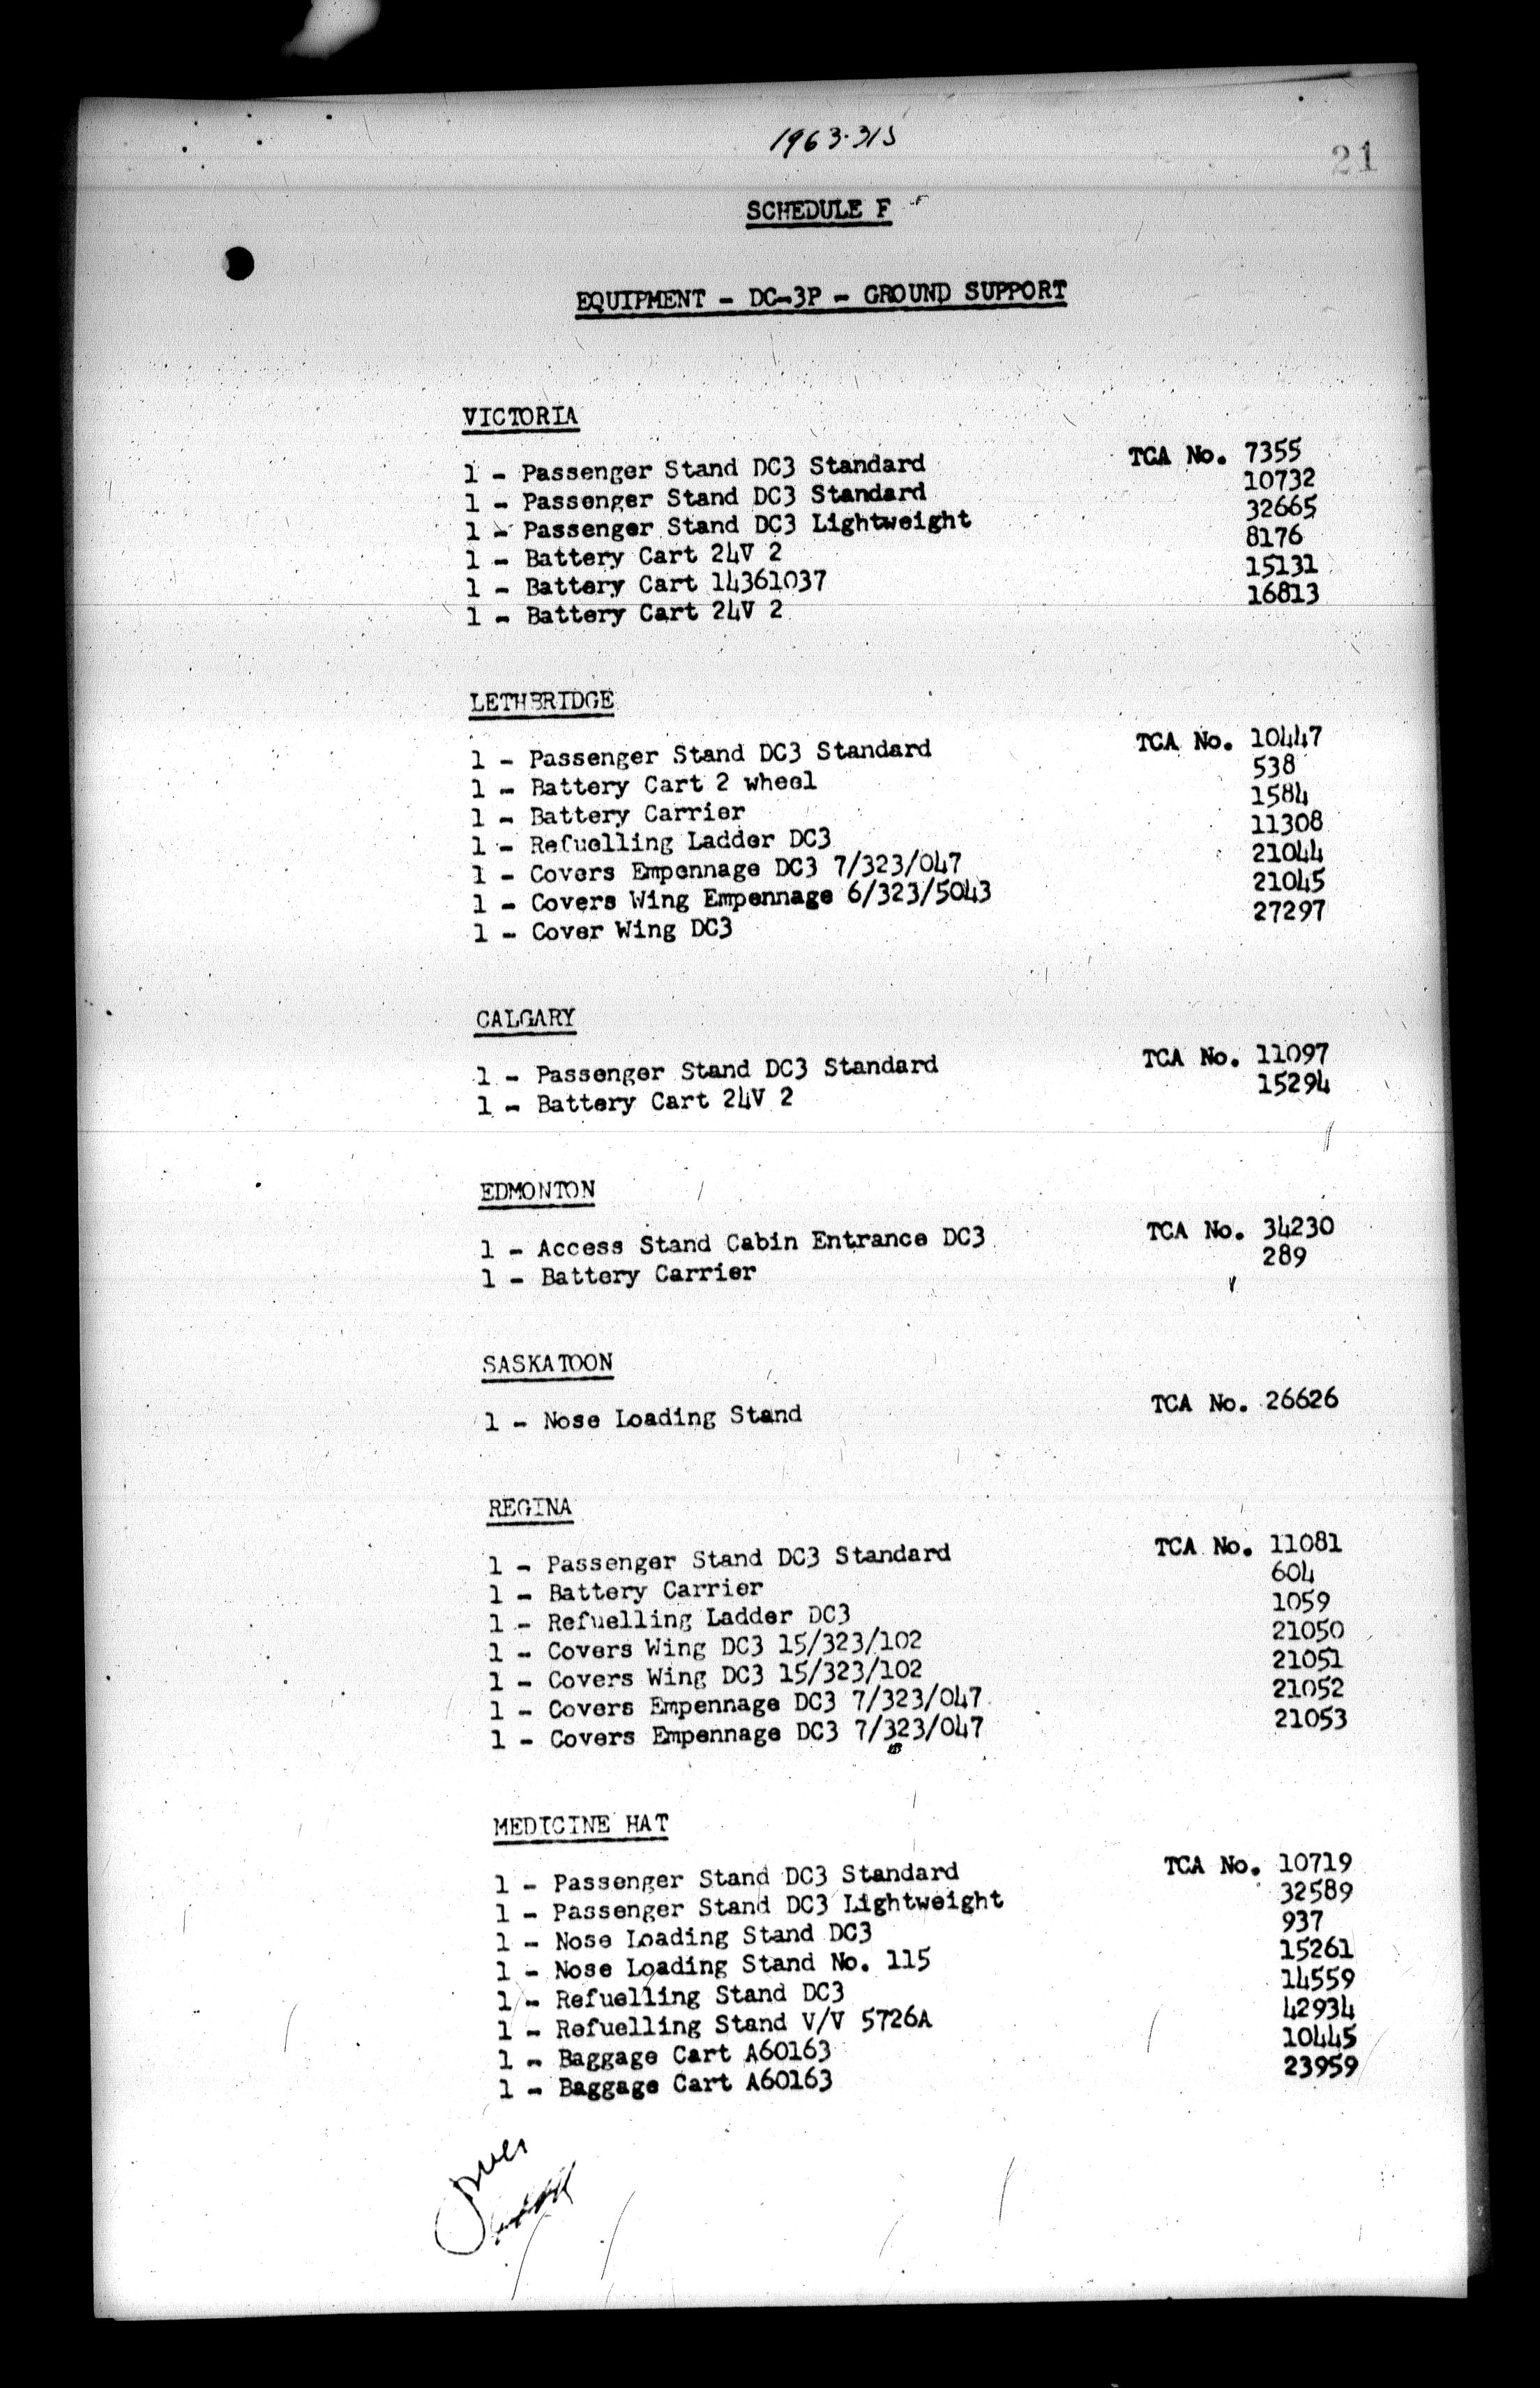 1963-315
21
SCHEDULE F
EQUIPMENT - DC-3P - GROUND SUPPORT
VICTORIA
1 - Passenger Stand DC3 Standard TCA No. 7355
1 - Passenger Stand DC3 Standard 10732
1 - Passenger Stand DC3 Lightweight 32665
1 - Battery Cart 24V 2 8176
1 - Battery Cart 14361037 15131
1 - Battery Cart 24V 2 16813
LETHBRIDGE
1 - Passenger Stand DC3 Standard TCA No. 10447
1 - Battery Cart 2 wheel 538
1 - Battery Carrier 1584
1 - Refuelling Ladder DC3 11308
1 - Covers Empennage DC3 7/323/047 21044
1 - Covers Wing Empennage 6/323/5043 21045
1 - Cover Wing DC3 27297
CALGARY
1 - Passenger Stand DC3 Standard TCA No. 11097
1 - Battery Cart 24V 2 15294
EDMONTON
1 - Access Stand Cabin Entrance DC3 TCA No. 34230
1 - Battery Carrier 289
SASKATOON
1 - Nose Loading Stand TCA No. 26626
REGINA
1 - Passenger Stand DC3 Standard TCA No. 11081
1 - Battery Carrier 604
1 - Refuelling Ladder DC3 1059
1 - Covers Wing DC3 15/323/102 21050
1 - Covers Wing DC3 15/323/102 21051
1 - Covers Empennage DC3 7/323/047 21052
1 - Covers Empennage DC3 7/323/047 21053
MEDICINE HAT
1 - Passenger Stand DC3 Standard TCA No. 10719
1 - Passenger Stand DC3 Lightweight 32589
1 - Nose Loading Stand DC3 937
1 - Nose Loading Stand No. 115 15261
1 - Refuelling Stand DC3 14559
1 - Refuelling Stand V/V 5726A 42934
1 - Baggage Cart A60163 10445
1 - Baggage Cart A60163 23959